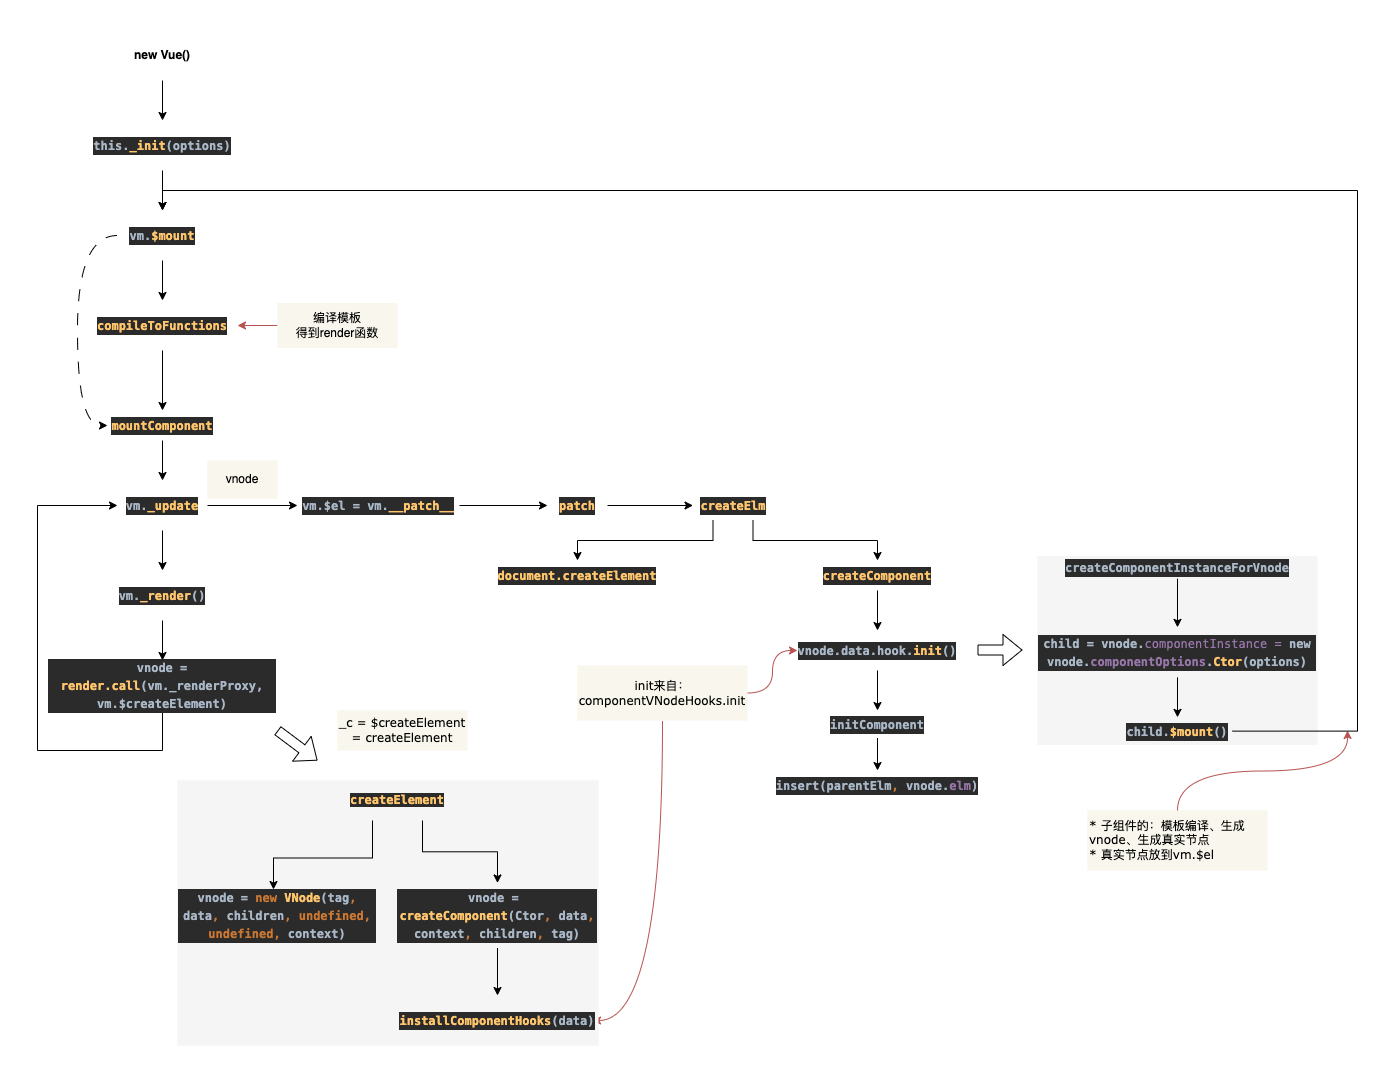 new Vue()
this._init(options)
vm.$mount
compileToFunctions
编译模板
得到render函数
mountComponent
vnode
vm._update
vm.$el = vm.__patch__
patch
createElm
document.createElement
createComponent
createComponentInstanceForVnode
vm._render()
vnode =
render.call(vm._renderProxy,
vm.$createElement)
vnode.data.hook.init()
child = vnode.componentInstance = new
vnode.componentOptions.Ctor(options)
init来自：
componentVNodeHooks.init
_c = $createElement
= createElement
initComponent
child.$mount()
insert(parentElm, vnode.elm)
createElement
* 子组件的：模板编译、生成
vnode、生成真实节点
* 真实节点放到vm.$el
vnode = new VNode(tag,
data, children, undefined,
undefined, context)
vnode =
createComponent(Ctor, data,
context, children, tag)
installComponentHooks(data)